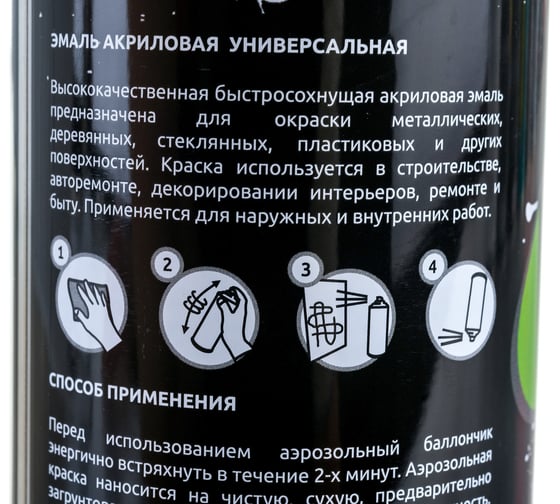 ЭМАЛЬ АКРИЛОВАЯ УНИВЕРСАЛЬНАЯ
Высококачественная быстросохнущая акриловая эмаль
предназначена для окраски металлических,
деревянных, стеклянных, пластиковых и других
поверхностей. Краска используется в строительстве,
авторемонте, декорировании интерьеров, ремонте и
быту. Применяется для наружных и внутренних работ.
1 2 3 4
СПОСОБ ПРИМЕНЕНИЯ
Перед использованием аэрозольный баллончик
энергично встряхнуть в течение 2-х минут. Аэрозольная
краска наносится на чистую, сухую, предварительно